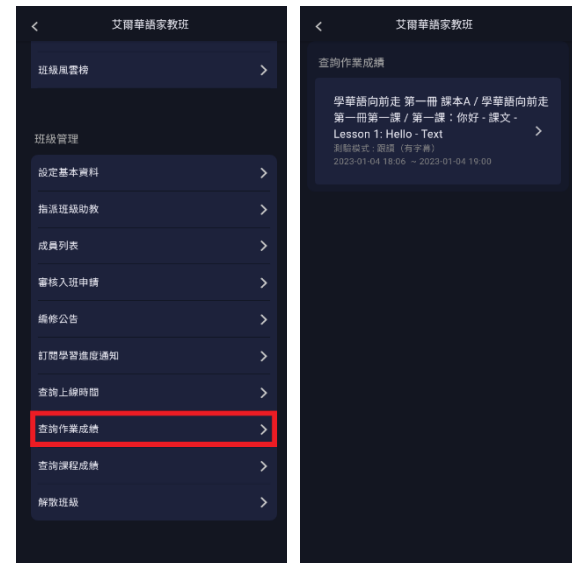 艾爾華語家教班
班級風雲榜
班級管理
設定基本資料
指派班級助教
成員列表
審核入班申請
編修公告
訂閱學習進度通知
查詢上線時間
查詢作業成績
查詢課程成績
解散班級
艾爾華語家教班
查詢作業成績
學華語向前走 第一冊 課本A / 學華語向前走
第一冊第一課 / 第一課：你好 - 課文 -
Lesson 1: Hello - Text
測驗模式 : 跟讀（有字幕）
2023-01-04 18:06 ~ 2023-01-04 19:00